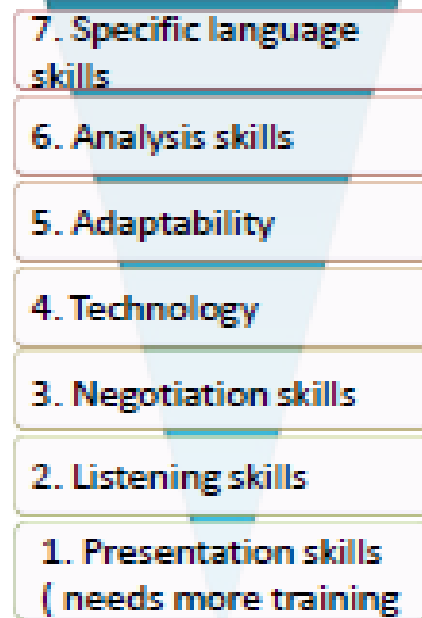 7. Specific language
skills
6. Analysis skills
5. Adaptability
4. Technology
3. Negotiation skills
2. Listening skills
1. Presentation skills
( needs more training